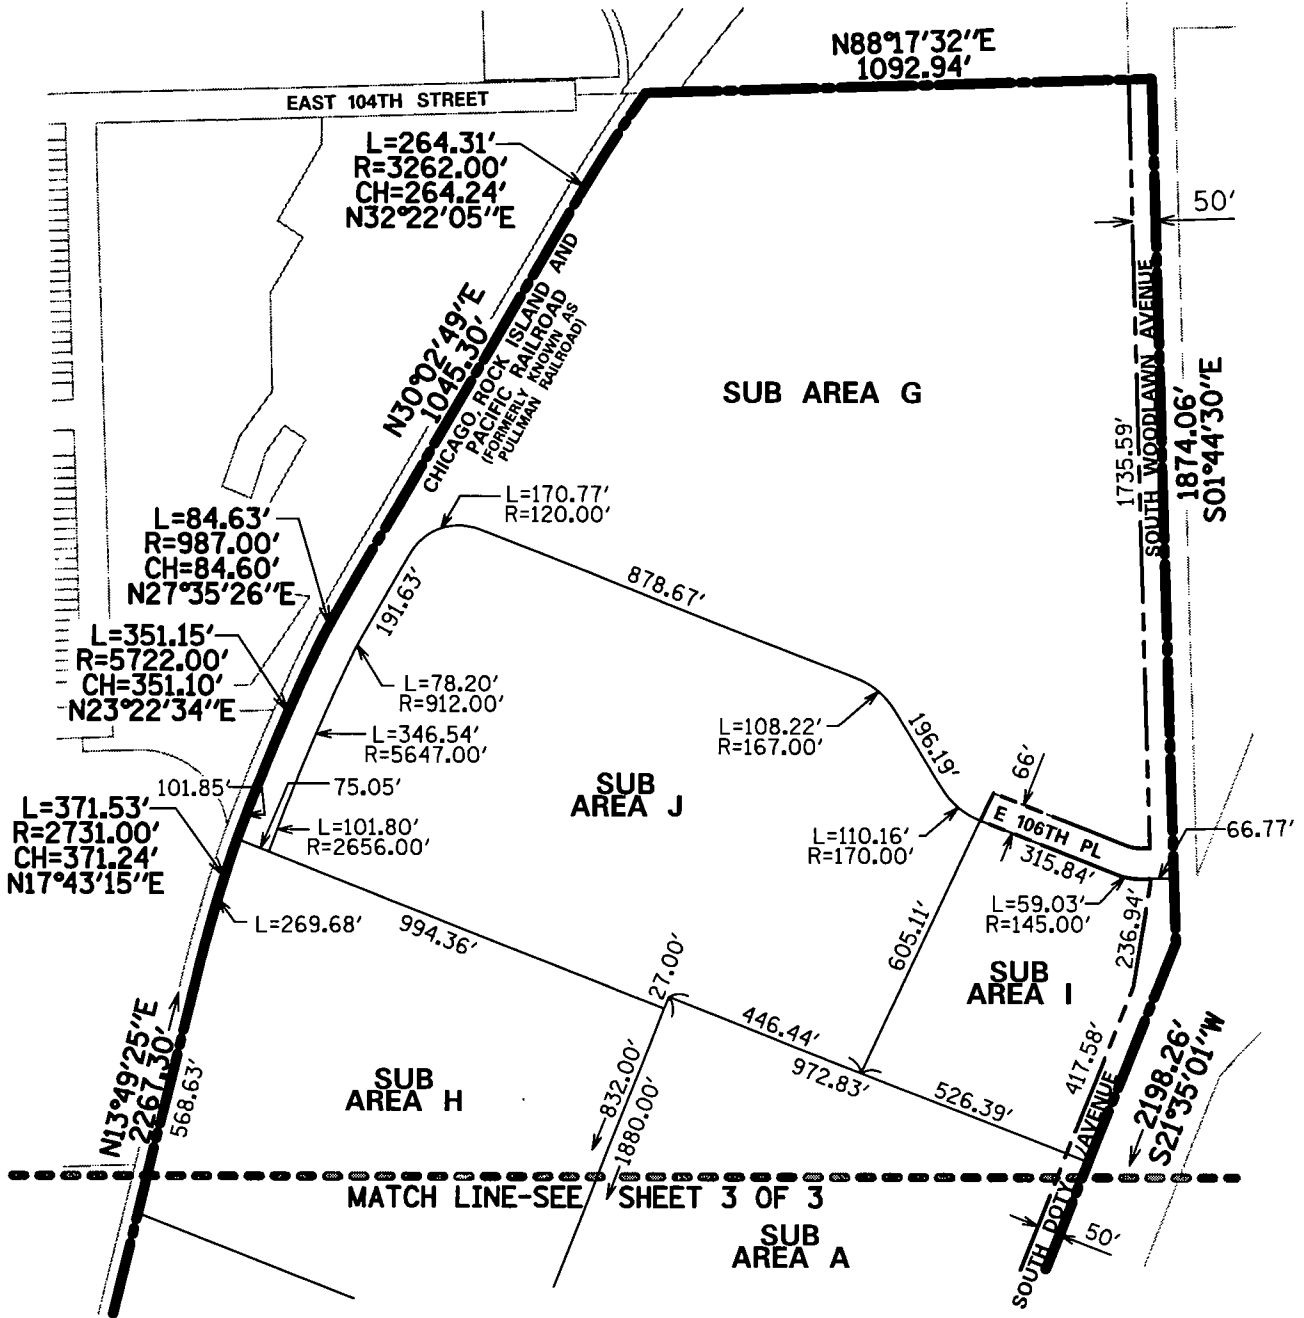 N88°17'32"E
1092.94'
EAST 104TH STREET
L=264.31'
R=3262.00'
CH=264.24'
N32°22'05"E
50'
N30°02'49"E
1045.30'
CHICAGO, ROCK ISLAND AND
PACIFIC RAILROAD
(FORMERLY KNOWN AS
PULLMAN RAILROAD)
SUB AREA G
1735.59'
SOUTH WOODLAWN AVENUE
1874.06'
S01°44'30"E
L=170.77'
R=120.00'
L=84.63'
R=987.00'
CH=84.60'
N27°35'26"E
191.63'
878.67'
L=351.15'
R=5722.00'
CH=351.10'
N23°22'34"E
L=78.20'
R=912.00'
L=346.54'
R=5647.00'
L=108.22'
R=167.00'
196.19'
66'
101.85'
75.05'
SUB
AREA J
L=371.53'
R=2731.00'
CH=371.24'
N17°43'15"E
L=101.80'
R=2656.00'
L=110.16'
R=170.00'
E 106TH PL
315.84'
66.77'
L=59.03'
R=145.00'
236.94'
L=269.68'
994.36'
605.11'
27.00'
SUB
AREA I
446.44'
972.83'
526.39'
417.58'
N13°49'25"E
2267.30'
568.63'
SUB
AREA H
832.00'
1880.00'
2198.26'
S21°35'01"W
MATCH LINE-SEE SHEET 3 OF 3
SUB
AREA A
SOUTH DOTY AVENUE
50'